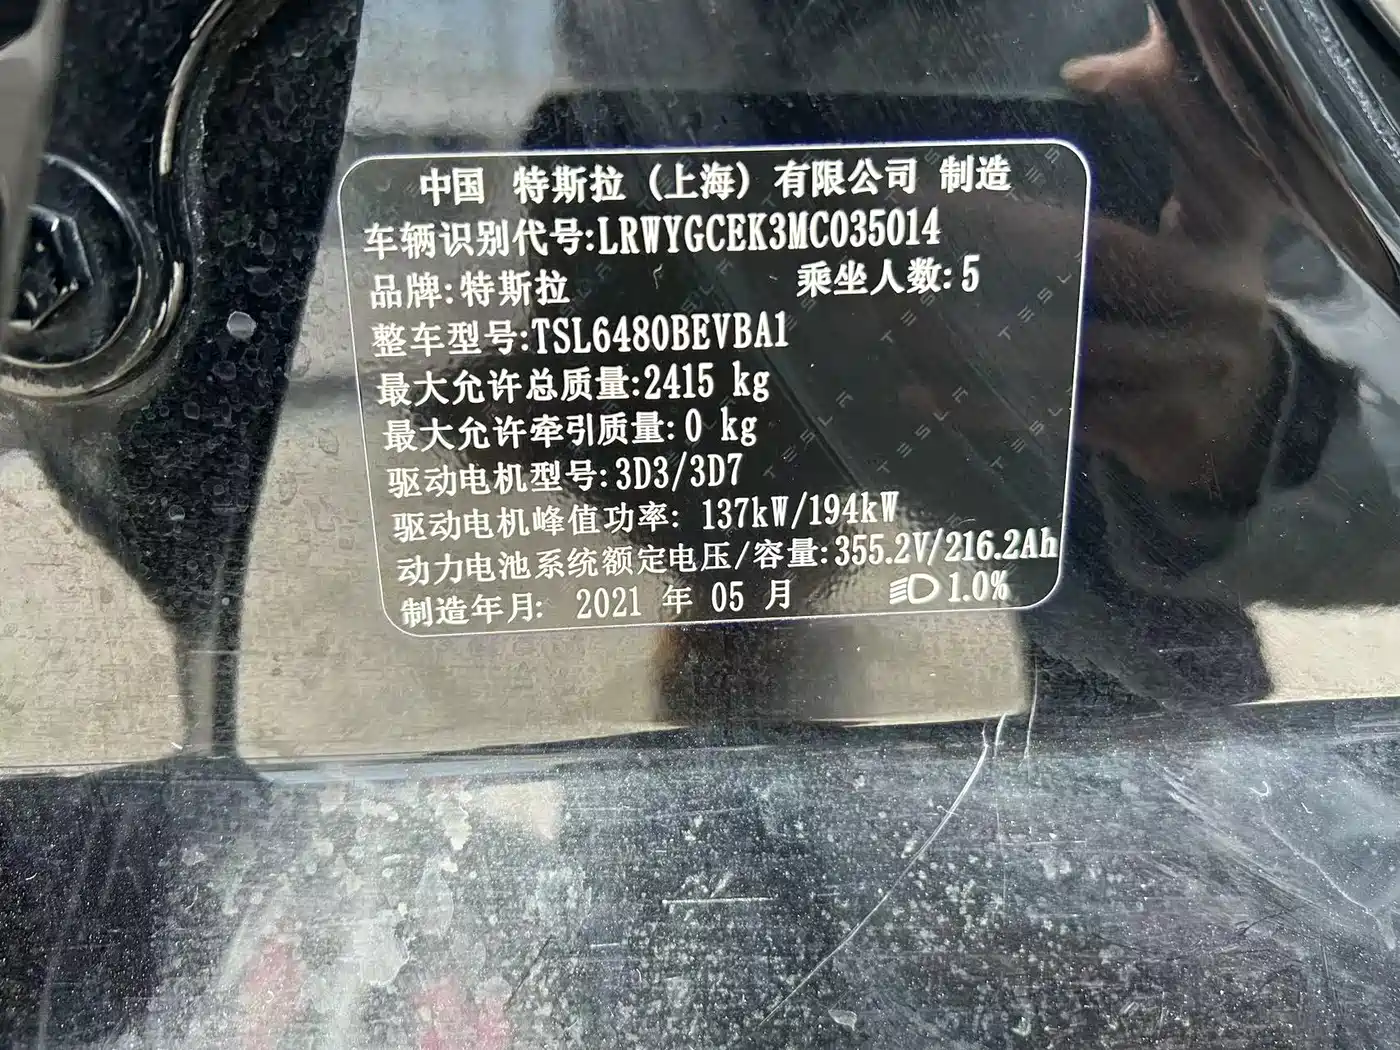 中国 特斯拉（上海）有限公司 制造
车辆识别代号:LRWYGCEK3MC035014
品牌:特斯拉 乘坐人数:5
整车型号:TSL6480BEVBA1
最大允许总质量:2415 kg
最大允许牵引质量:0 kg
驱动电机型号:3D3/3D7
驱动电机峰值功率: 137kW/194kW
动力电池系统额定电压/容量:355.2V/216.2Ah
制造年月: 2021 年 05 月 1.0%
TESLA